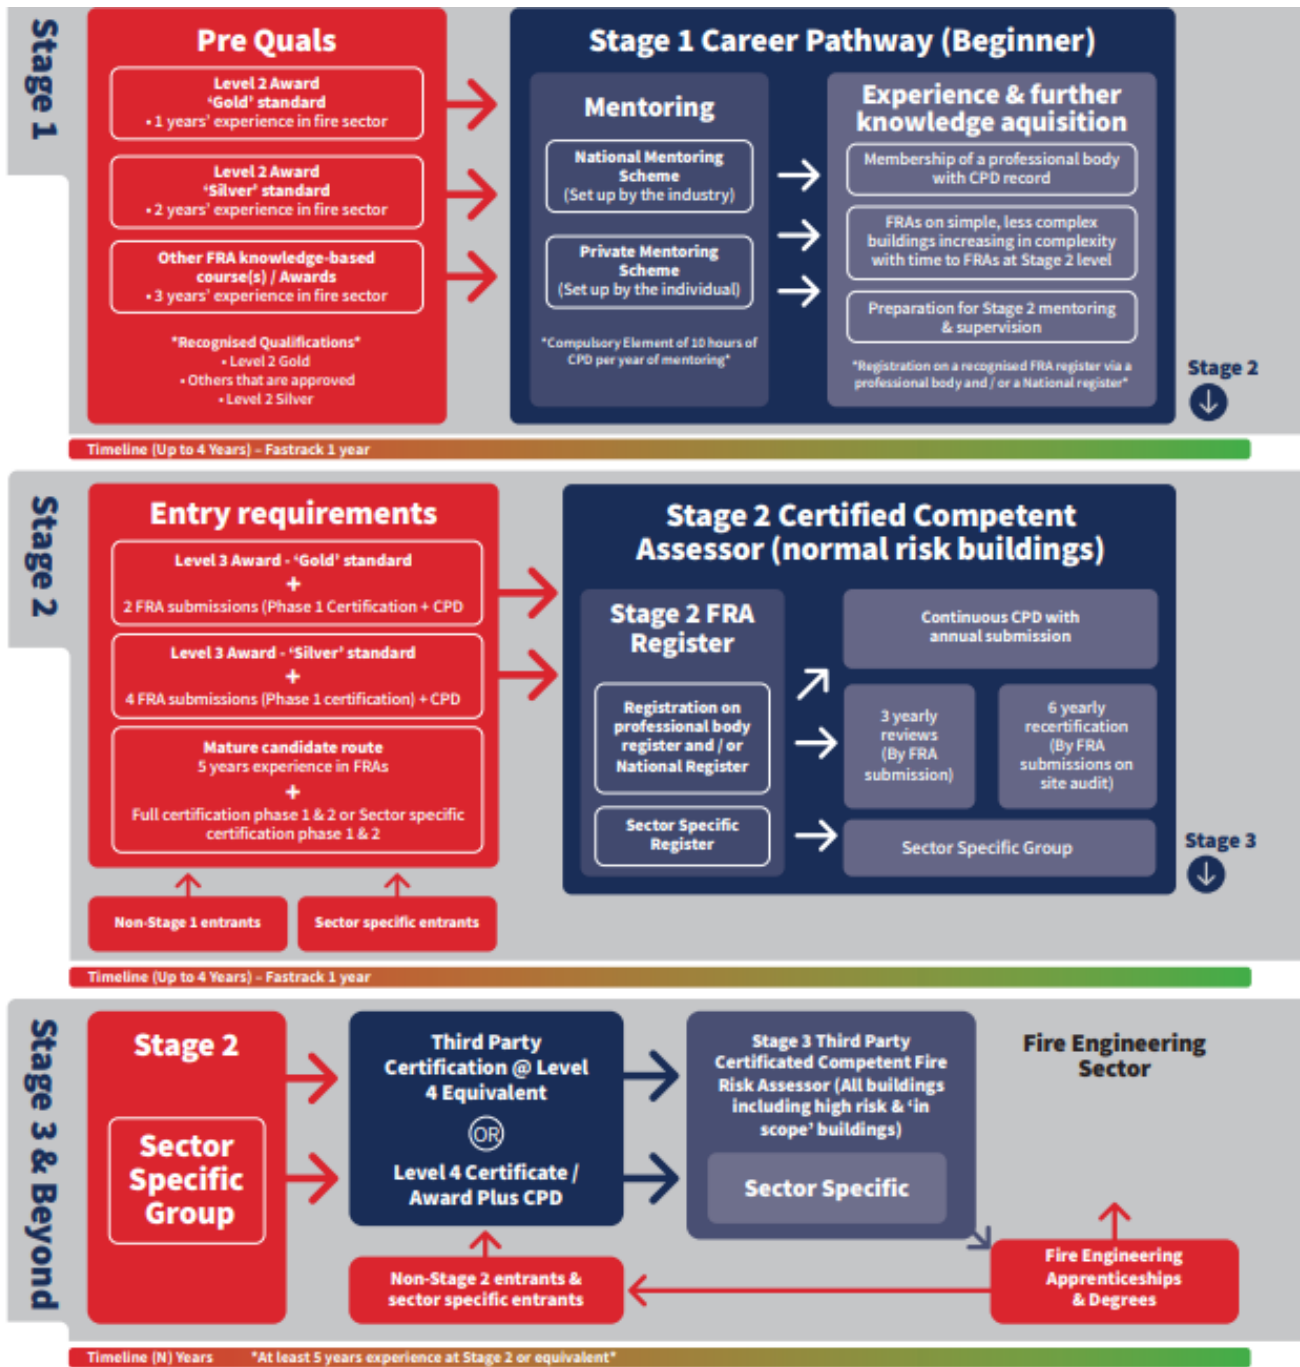 Stage 1
Pre Quals
Level 2 Award
‘Gold’ standard
• 1 years’ experience in fire sector
Level 2 Award
‘Silver’ standard
• 2 years’ experience in fire sector
Other FRA knowledge-based
course(s) / Awards
• 3 years’ experience in fire sector
*Recognised Qualifications*
• Level 2 Gold
• Others that are approved
• Level 2 Silver
Stage 1 Career Pathway (Beginner)
Mentoring
National Mentoring
Scheme
(Set up by the industry)
Private Mentoring
Scheme
(Set up by the individual)
*Compulsory Element of 10 hours of
CPD per year of mentoring*
Experience & further
knowledge aquisition
Membership of a professional body
with CPD record
FRAs on simple, less complex
buildings increasing in complexity
with time to FRAs at Stage 2 level
Preparation for Stage 2 mentoring
& supervision
*Registration on a recognised FRA register via a
professional body and / or a National register*
Stage 2
Timeline (Up to 4 Years) – Fastrack 1 year
Stage 2
Entry requirements
Level 3 Award - ‘Gold’ standard
+
2 FRA submissions (Phase 1 Certification + CPD
Level 3 Award - ‘Silver’ standard
+
4 FRA submissions (Phase 1 certification) + CPD
Mature candidate route
5 years experience in FRAs
+
Full certification phase 1 & 2 or Sector specific
certification phase 1 & 2
Non-Stage 1 entrants
Sector specific entrants
Stage 2 Certified Competent
Assessor (normal risk buildings)
Stage 2 FRA
Register
Registration on
professional body
register and / or
National Register
Sector Specific
Register
Continuous CPD with
annual submission
3 yearly
reviews
(By FRA
submission)
6 yearly
recertification
(By FRA
submissions on
site audit)
Sector Specific Group
Stage 3
Timeline (Up to 4 Years) – Fastrack 1 year
Stage 3 & Beyond
Stage 2
Sector
Specific
Group
Third Party
Certification @ Level
4 Equivalent
OR
Level 4 Certificate /
Award Plus CPD
Non-Stage 2 entrants &
sector specific entrants
Stage 3 Third Party
Certificated Competent Fire
Risk Assessor (All buildings
including high risk & ‘in
scope’ buildings)
Sector Specific
Fire Engineering
Sector
Fire Engineering
Apprenticeships
& Degrees
Timeline (N) Years *At least 5 years experience at Stage 2 or equivalent*